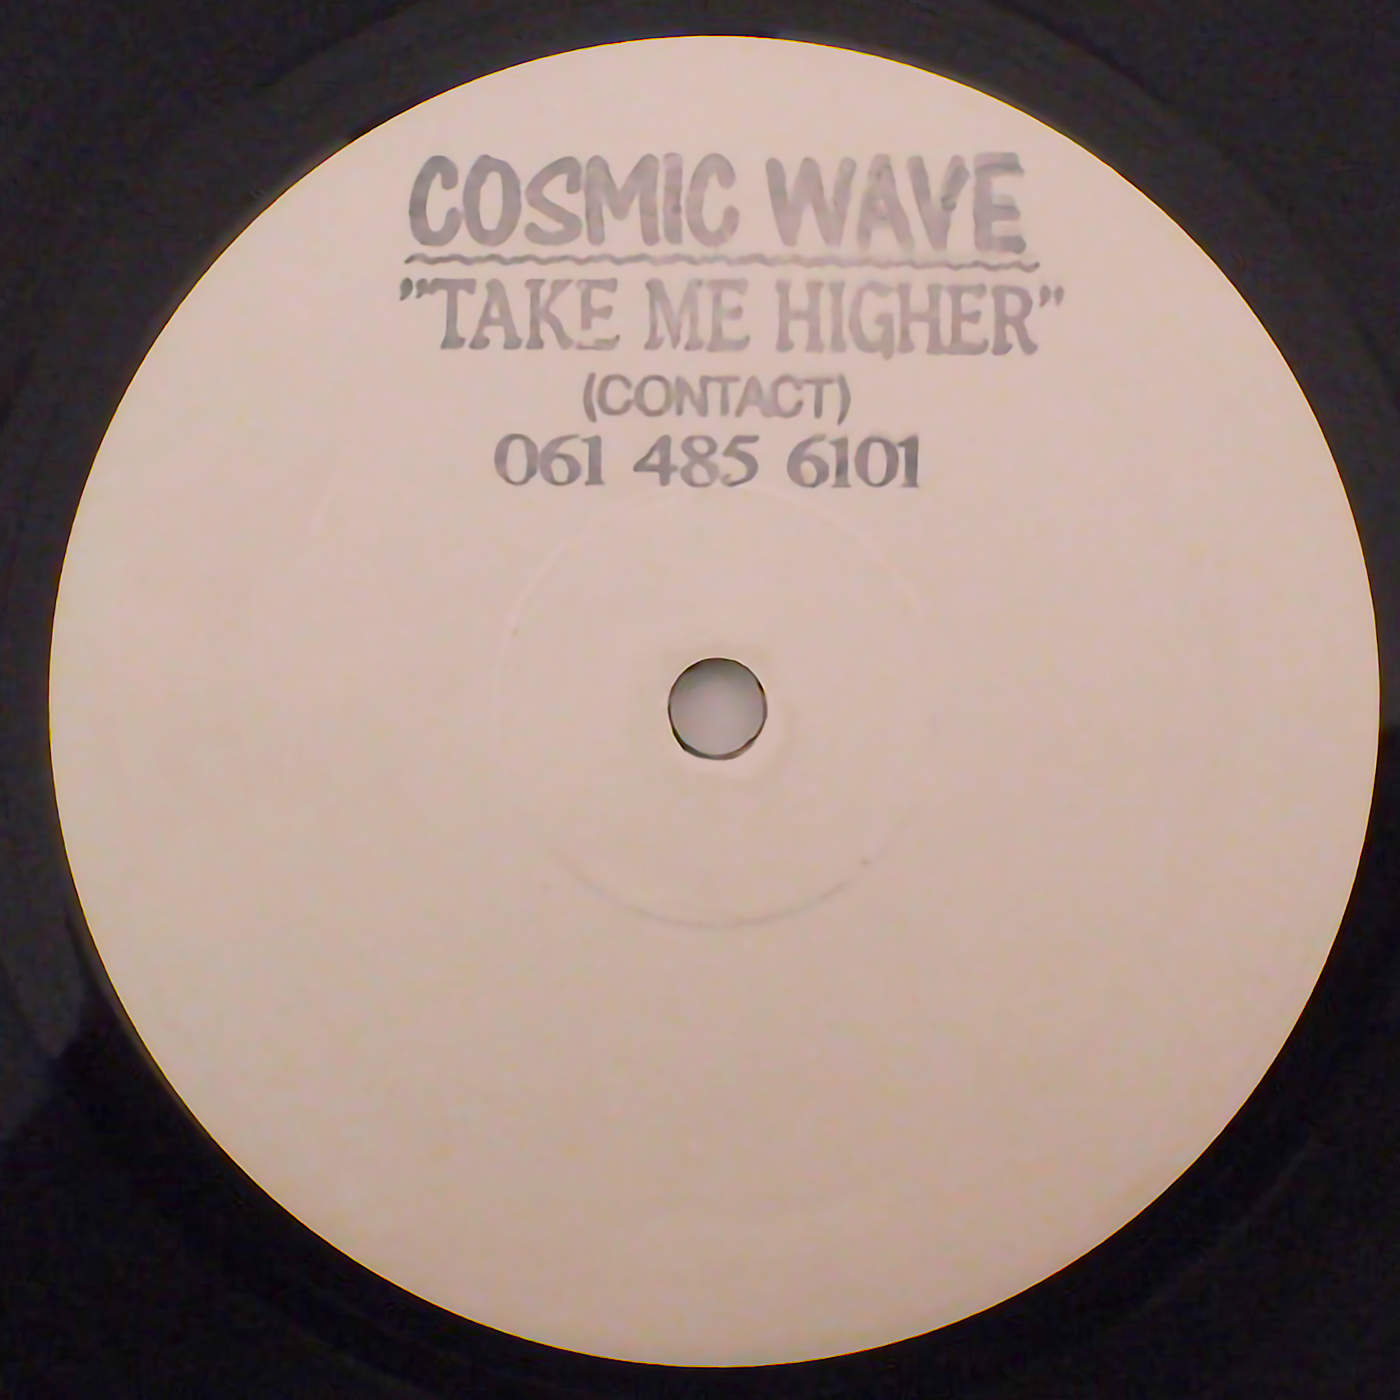 COSMIC WAVE
"TAKE ME HIGHER"
(CONTACT)
061 485 6101